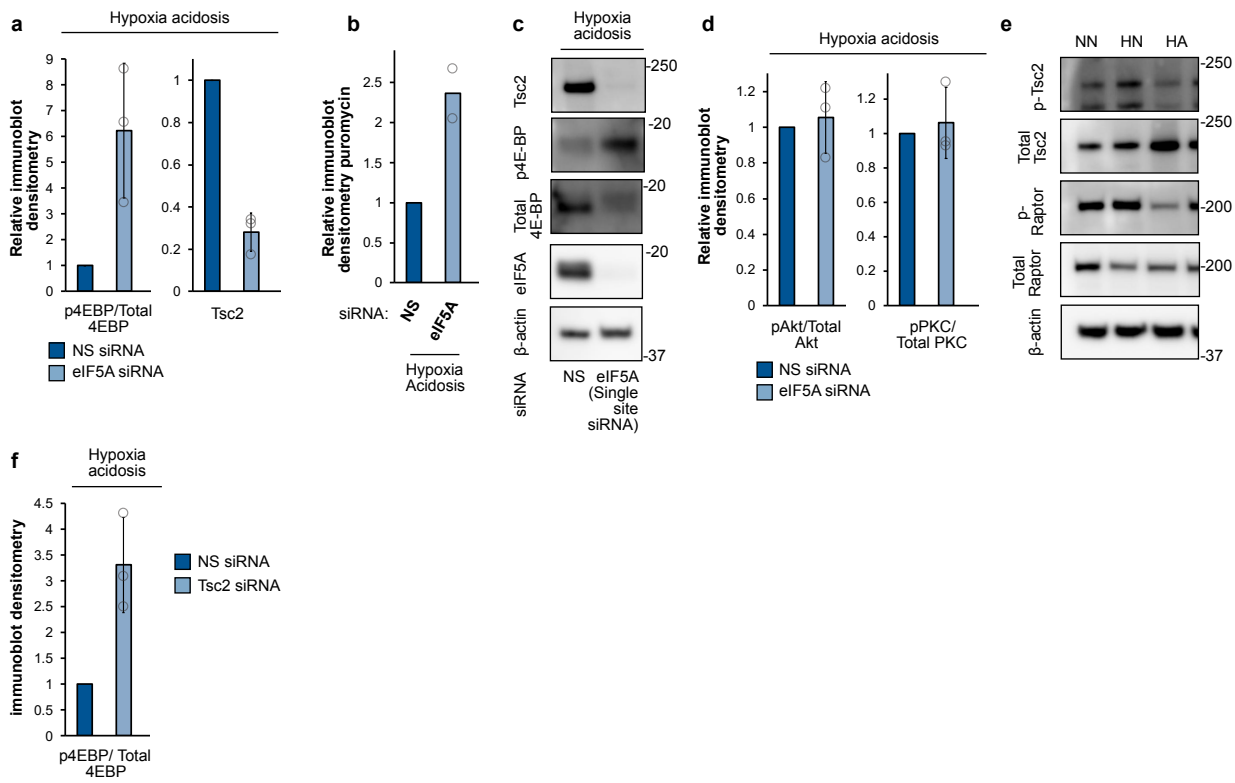 a
Hypoxia acidosis
Relative immunoblot
densitometry
9
8
7
6
5
4
3
2
1
0
p4EBP/Total
4EBP
1
0.8
0.6
0.4
0.2
0
Tsc2
NS siRNA
eIF5A siRNA
b
Relative immunoblot
densitometry puromycin
2.5
2
1.5
1
0.5
0
siRNA:
NS
eIF5A
Hypoxia
Acidosis
c
Hypoxia
acidosis
Tsc2
-250
p4E-BP
-20
Total
4E-BP
-20
eIF5A
-20
β-actin
-37
siRNA
NS
eIF5A
(Single
site
siRNA)
d
Hypoxia acidosis
Relative immunoblot
densitometry
1.2
1
0.8
0.6
0.4
0.2
0
pAkt/Total
Akt
1.2
1
0.8
0.6
0.4
0.2
0
pPKC/
Total PKC
NS siRNA
eIF5A siRNA
e
NN HN HA
p-Tsc2
-250
Total
Tsc2
-250
p-
Raptor
-200
Total
Raptor
-200
β-actin
-37
f
Hypoxia
acidosis
immunoblot densitometry
4.5
4
3.5
3
2.5
2
1.5
1
0.5
0
p4EBP/ Total
4EBP
NS siRNA
Tsc2 siRNA